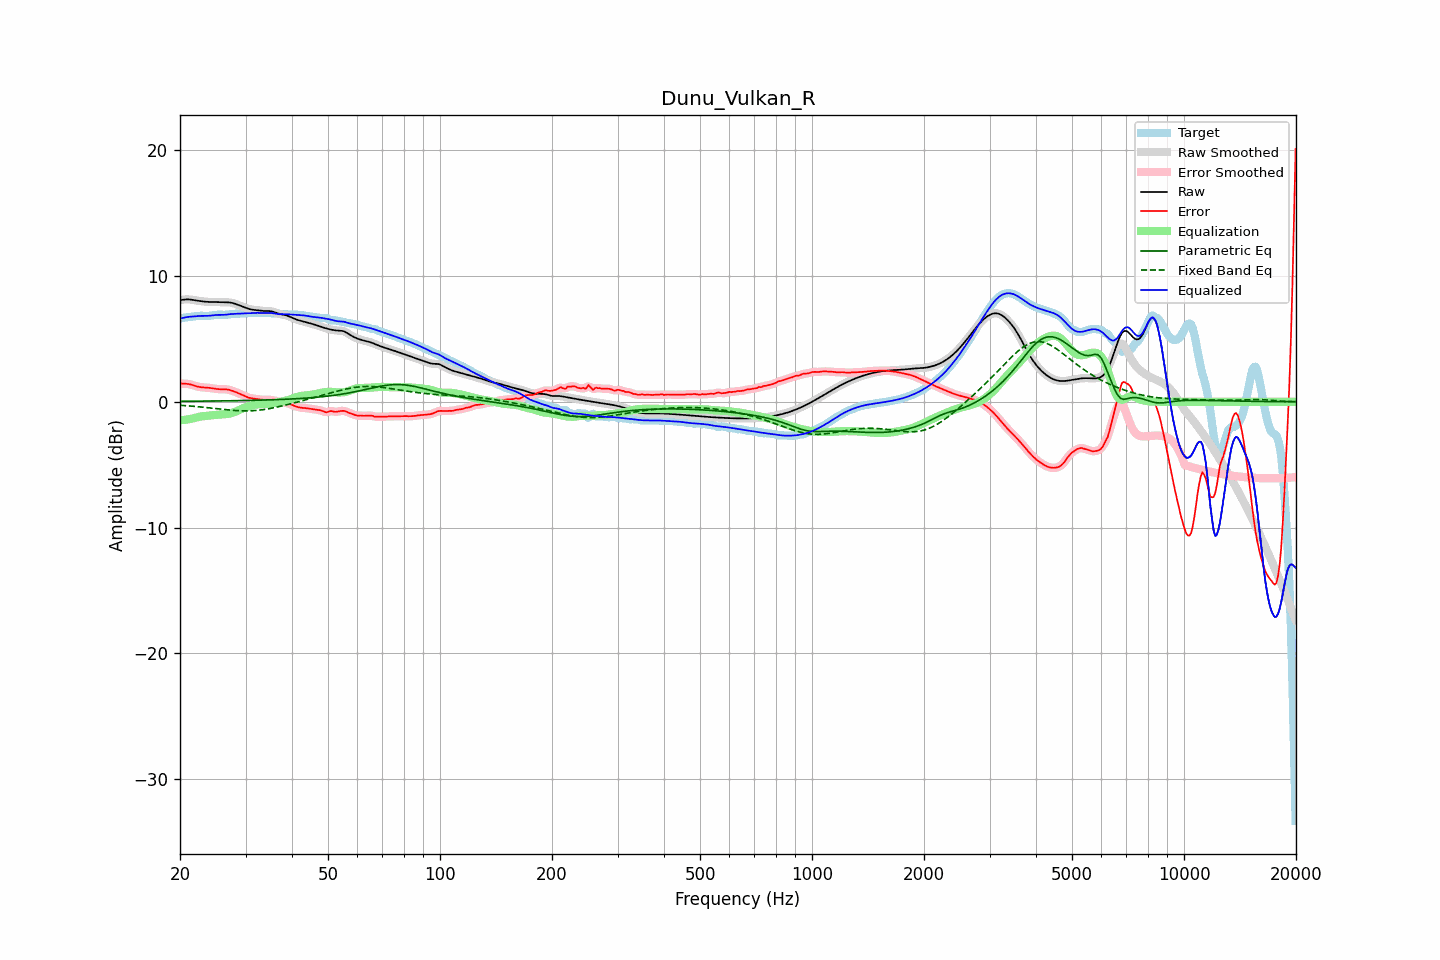 Dunu_Vulkan_R
Target
Raw Smoothed
Error Smoothed
Raw
Error
Equalization
Parametric Eq
Fixed Band Eq
Equalized
20
10
0
−10
−20
−30
Amplitude (dBr)
20 50 100 200 500 1000 2000 5000 10000 20000
Frequency (Hz)